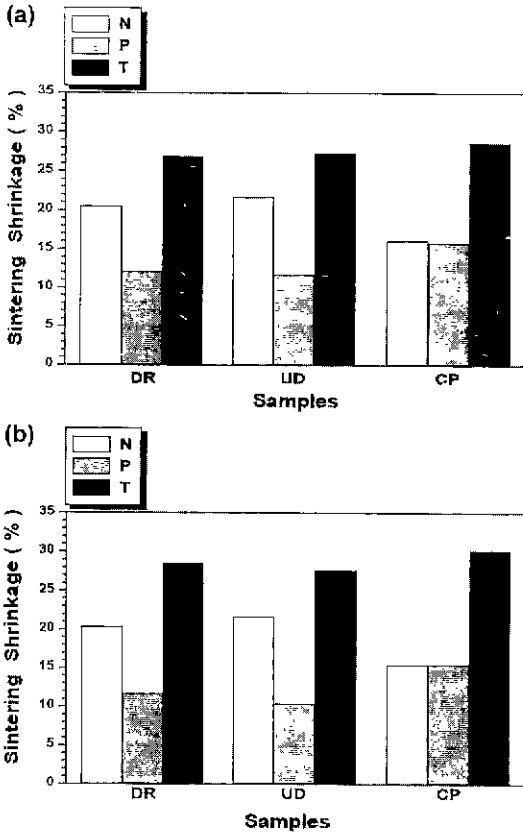 (a)
N
P
T
Sintering Shrinkage ( % )
35
30
25
20
15
10
5
0
DR UD CP
Samples
(b)
N
P
T
Sintering Shrinkage ( % )
35
30
25
20
15
10
5
0
DR UD CP
Samples